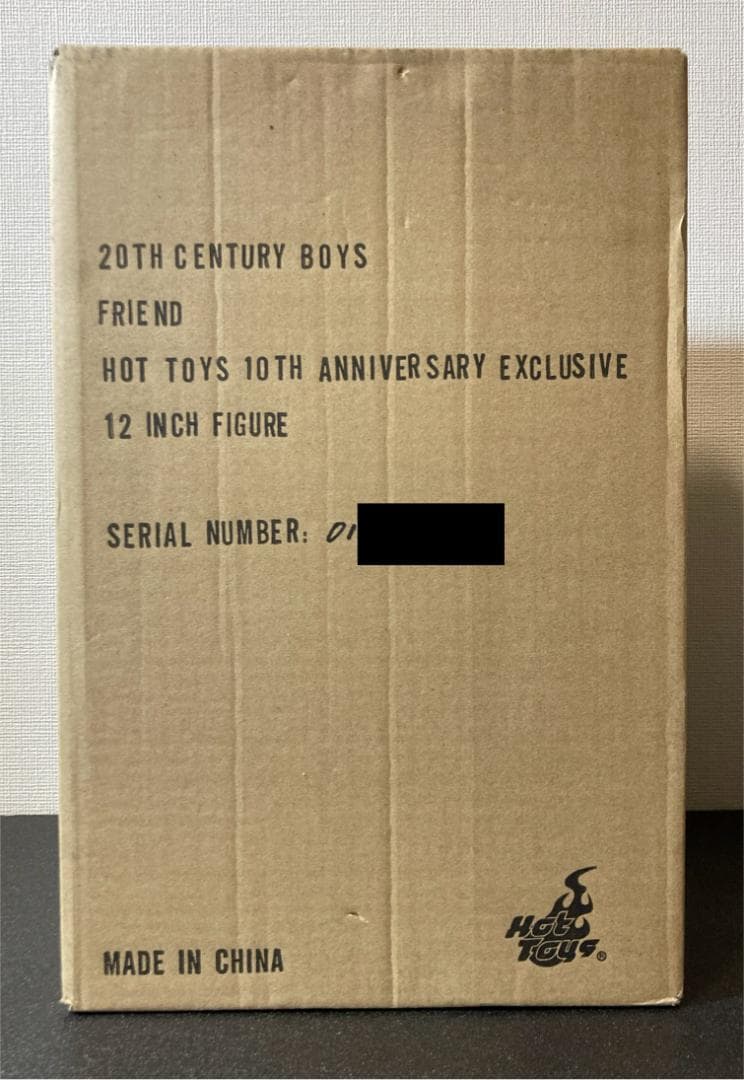 20TH CENTURY BOYS
FRIEND
HOT TOYS 10TH ANNIVERSARY EXCLUSIVE
12 INCH FIGURE
SERIAL NUMBER: 01
MADE IN CHINA
Hot
Toys®